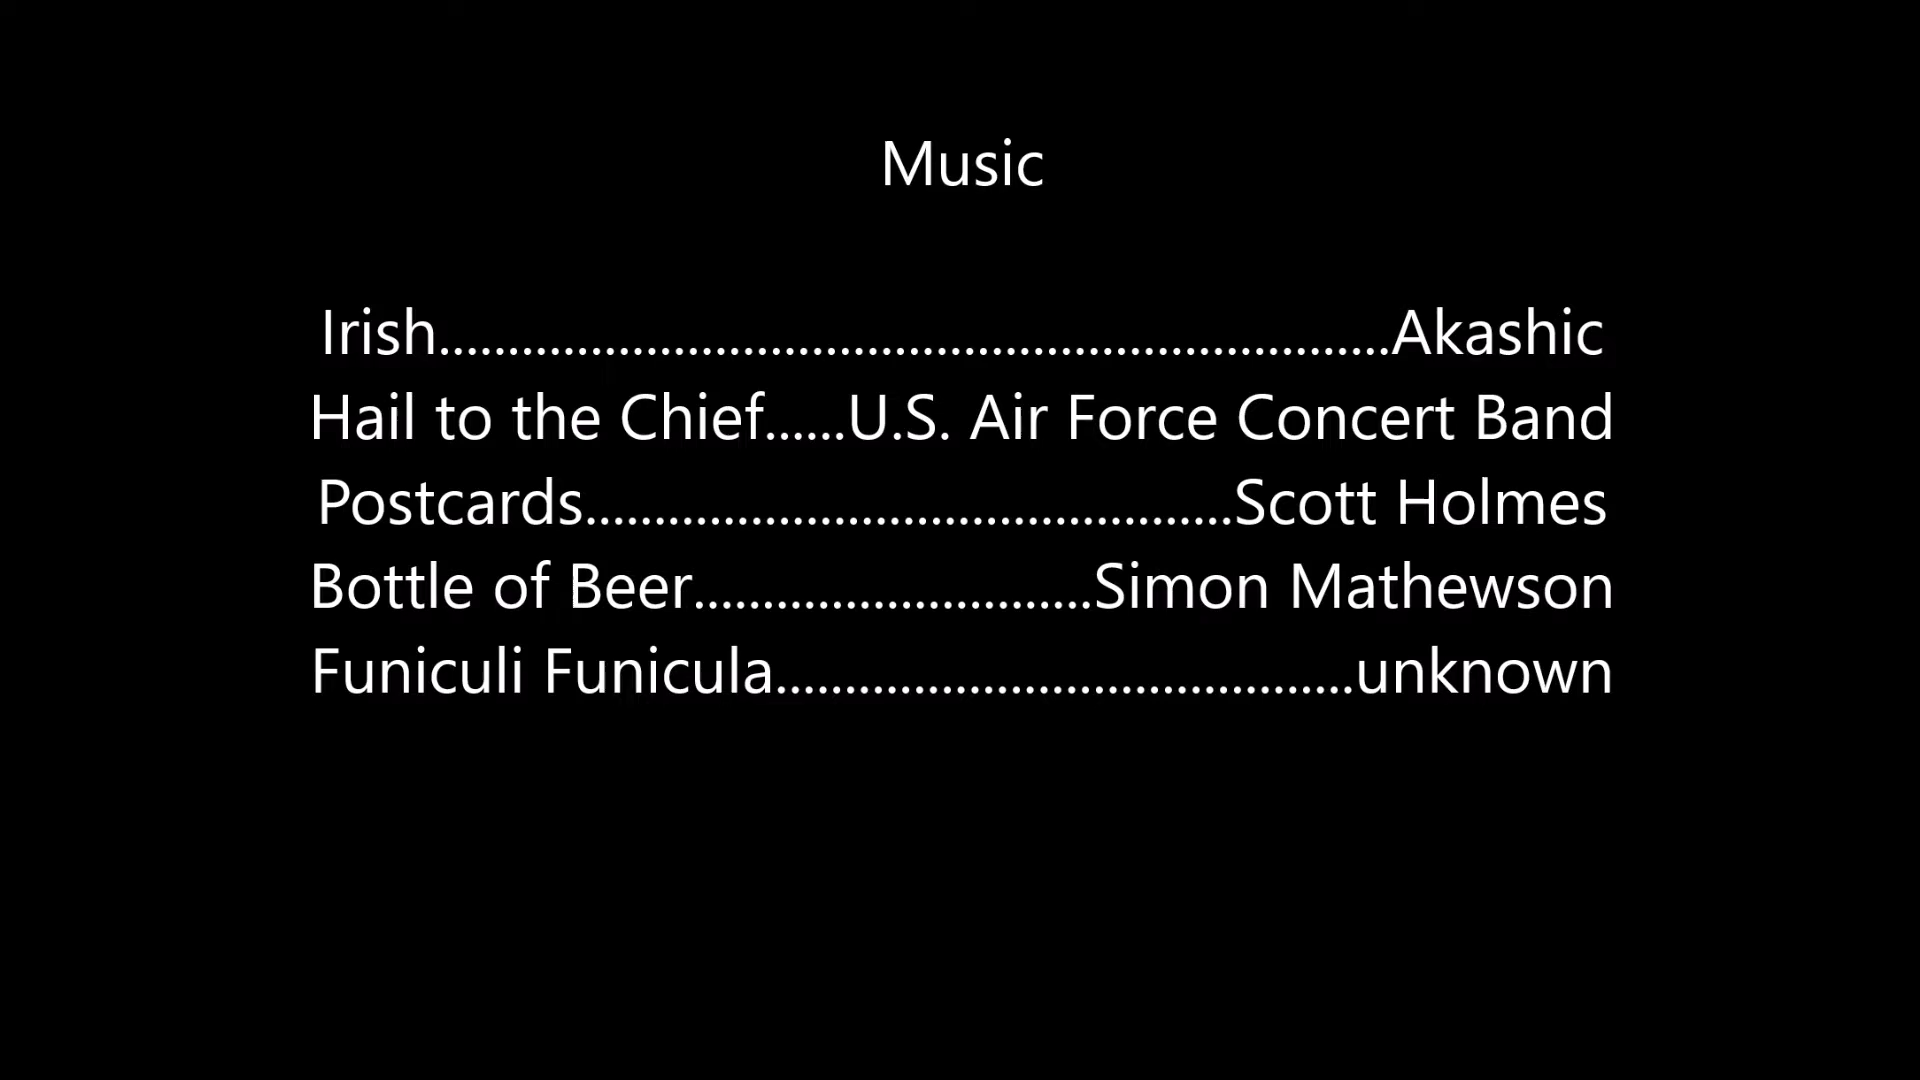 Music
Irish.....................................................................Akashic
Hail to the Chief......U.S. Air Force Concert Band
Postcards...............................................Scott Holmes
Bottle of Beer.............................Simon Mathewson
Funiculi Funicula..........................................unknown